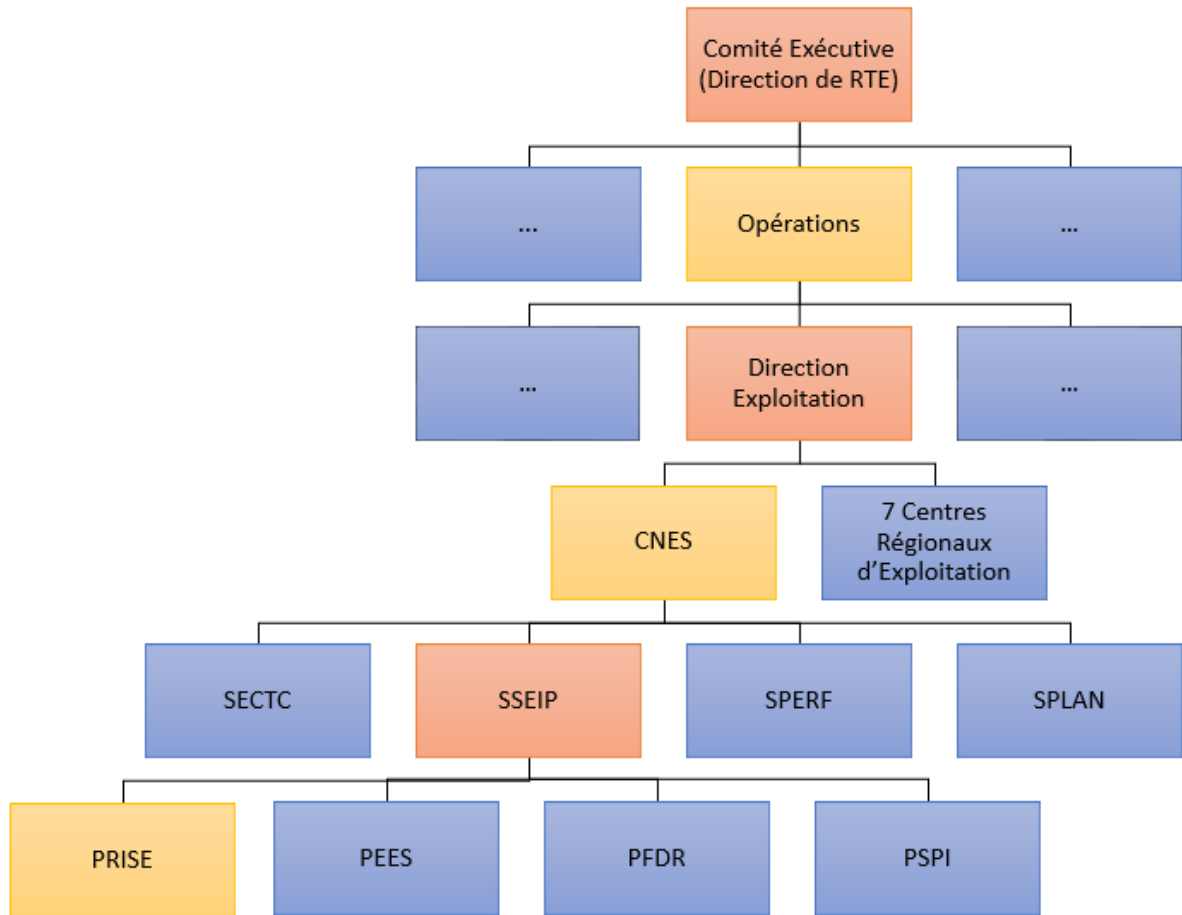 Comité Exécutive
(Direction de RTE)
...
Opérations
...
...
Direction
Exploitation
...
CNES
7 Centres
Régionaux
d’Exploitation
SECTC
SSEIP
SPERF
SPLAN
PRISE
PEES
PFDR
PSPI